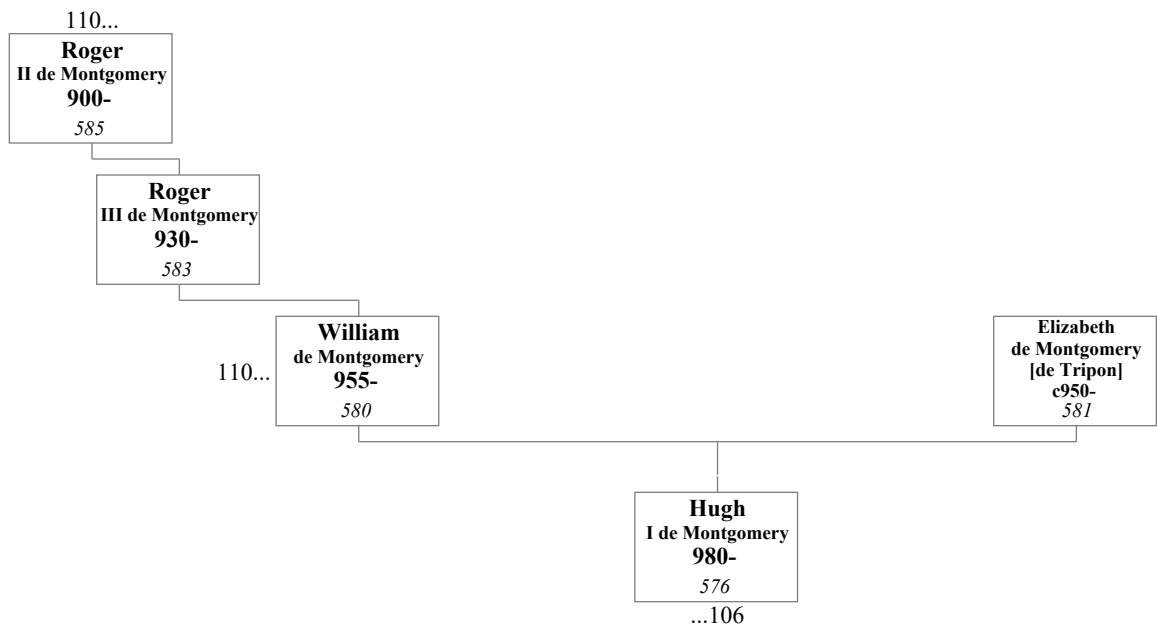 110...
Roger
II de Montgomery
900-
585
Roger
III de Montgomery
930-
583
110...
William
de Montgomery
955-
580
Elizabeth
de Montgomery
[de Tripon]
c950-
581
Hugh
I de Montgomery
980-
576
...106